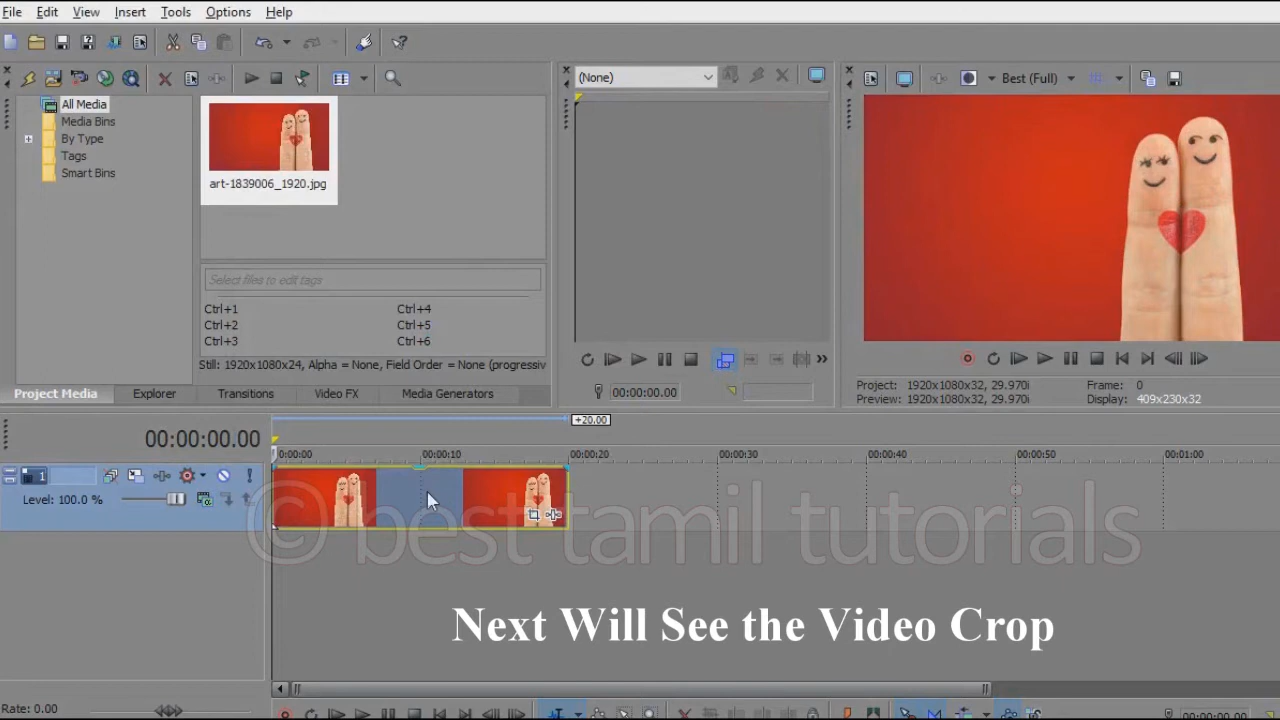 File Edit View Insert Tools Options Help
(None)
Best (Full)
All Media
Media Bins
By Type
Tags
Smart Bins
art-1839006_1920.jpg
Select files to edit tags
Ctrl+1 Ctrl+4
Ctrl+2 Ctrl+5
Ctrl+3 Ctrl+6
Still: 1920x1080x24, Alpha = None, Field Order = None (progressiv
Project Media Explorer Transitions Video FX Media Generators
00:00:00.00
Project: 1920x1080x32, 29.970i Frame: 0
Preview: 1920x1080x32, 29.970i Display: 409x230x32
+20.00
00:00:00.00
0:00:00 00:00:10 00:00:20 00:00:30 00:00:40 00:00:50 00:01:00
1
Level: 100.0 %
© best tamil tutorials
Next Will See the Video Crop
Rate: 0.00